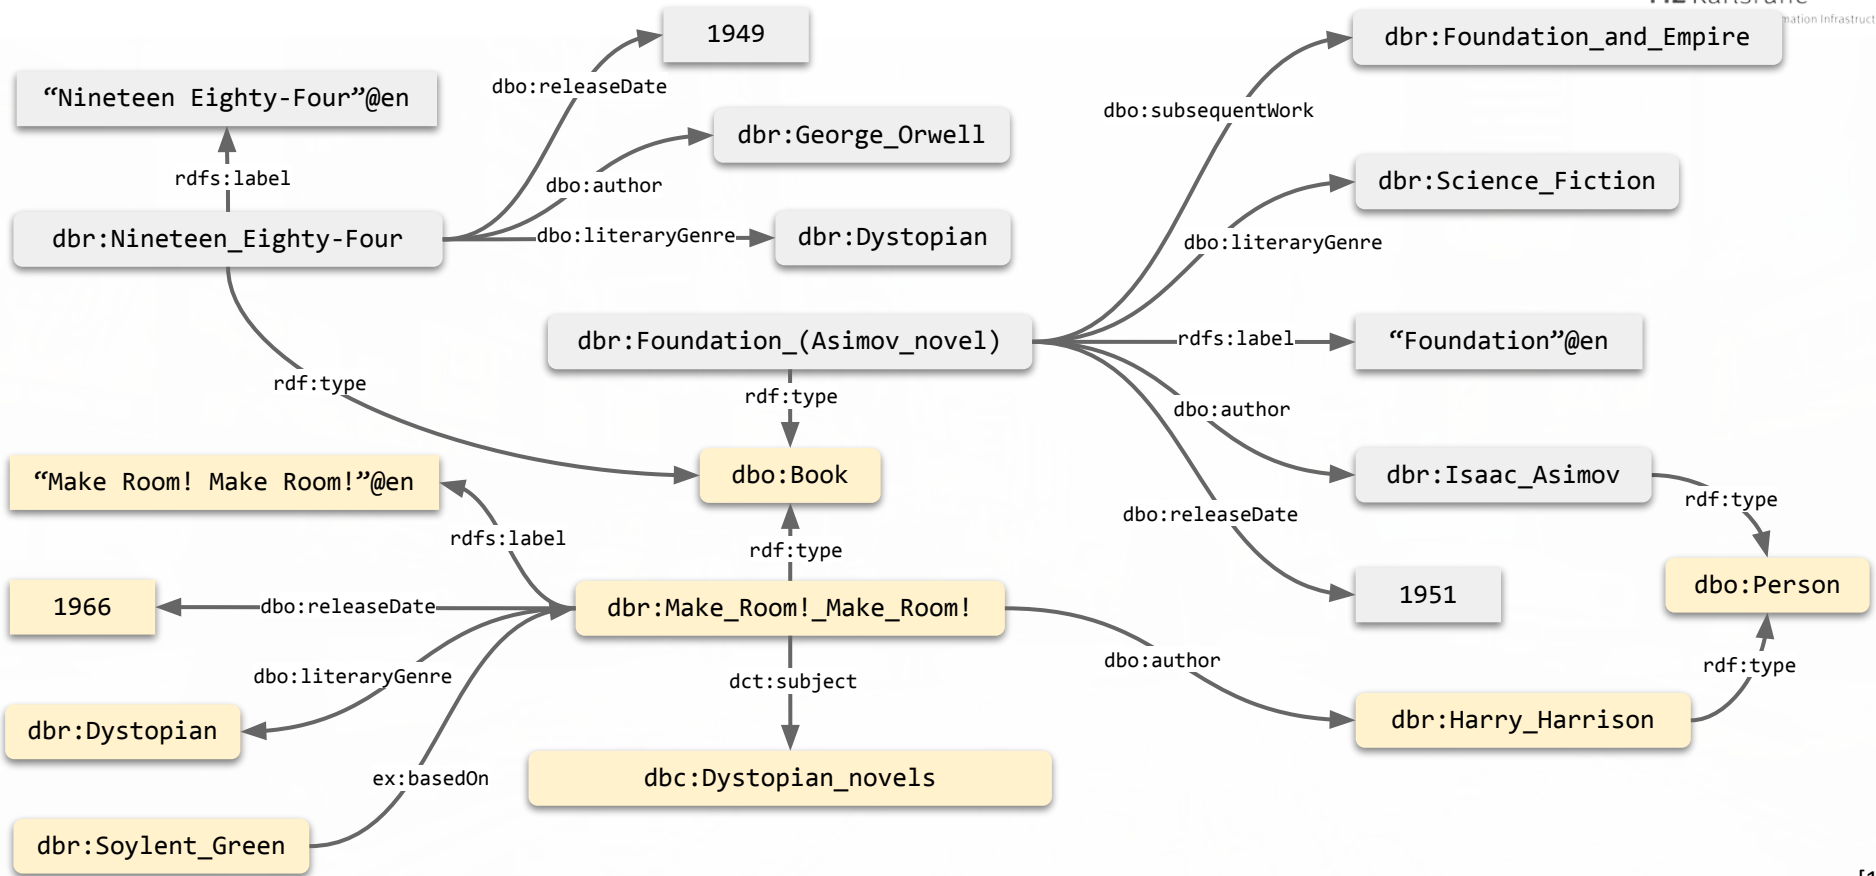 Karlsruhe
mation Infrastruct
1949
dbr:Foundation_and_Empire
“Nineteen Eighty-Four”@en
dbo:releaseDate
dbo:subsequentWork
dbr:George_Orwell
rdfs:label
dbo:author
dbr:Science_Fiction
dbr:Nineteen_Eighty-Four
dbo:literaryGenre
dbr:Dystopian
dbo:literaryGenre
dbr:Foundation_(Asimov_novel)
rdfs:label
“Foundation”@en
rdf:type
rdf:type
dbo:author
“Make Room! Make Room!”@en
dbo:Book
dbr:Isaac_Asimov
rdf:type
dbo:releaseDate
rdfs:label
rdf:type
1966
dbo:releaseDate
dbr:Make_Room!_Make_Room!
1951
dbo:Person
dbo:literaryGenre
dct:subject
dbo:author
rdf:type
dbr:Dystopian
dbr:Harry_Harrison
ex:basedOn
dbc:Dystopian_novels
dbr:Soylent_Green